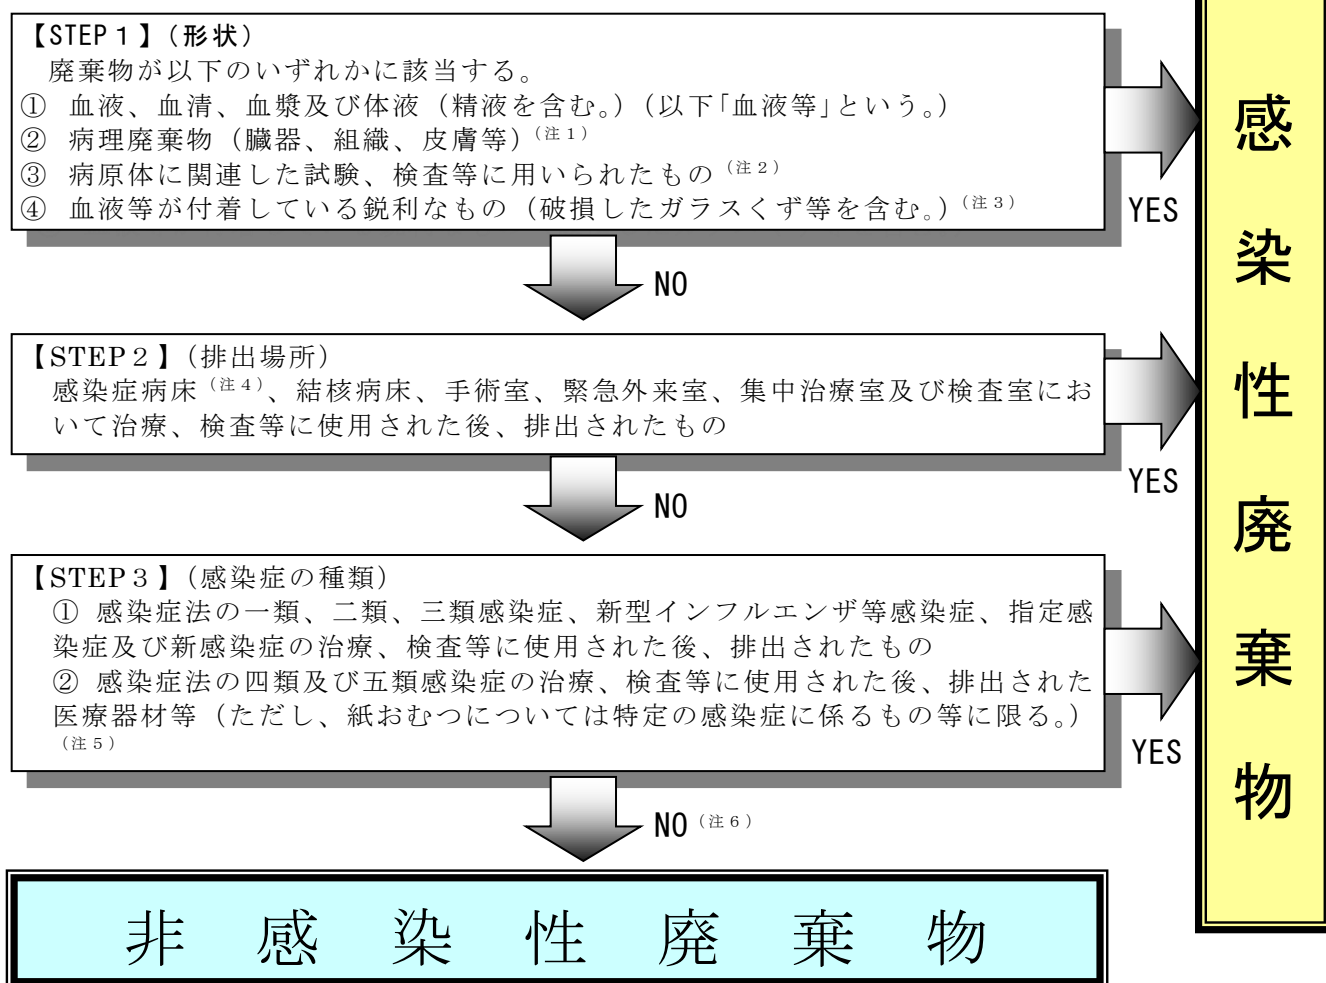 【STEP１】（形状）
廃棄物が以下のいずれかに該当する。
① 血液、血清、血漿及び体液（精液を含む。）（以下「血液等」という。）
② 病理廃棄物（臓器、組織、皮膚等）（注１）
③ 病原体に関連した試験、検査等に用いられたもの（注２）
④ 血液等が付着している鋭利なもの（破損したガラスくず等を含む。）（注３）
YES
NO
【STEP２】（排出場所）
感染症病床（注４）、結核病床、手術室、緊急外来室、集中治療室及び検査室にお
いて治療、検査等に使用された後、排出されたもの
YES
NO
【STEP３】（感染症の種類）
① 感染症法の一類、二類、三類感染症、新型インフルエンザ等感染症、指定感
染症及び新感染症の治療、検査等に使用された後、排出されたもの
② 感染症法の四類及び五類感染症の治療、検査等に使用された後、排出された
医療器材等（ただし、紙おむつについては特定の感染症に係るもの等に限る。）
（注５）
YES
NO（注６）
非感染性廃棄物
感染性廃棄物